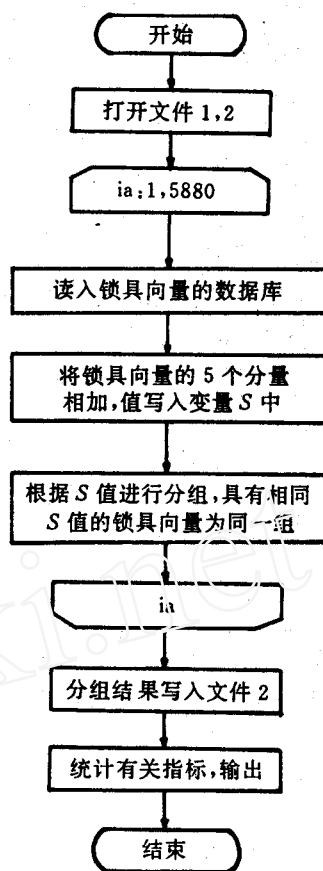 开始
打开文件 1,2
ia:1,5880
读入锁具向量的数据库
将锁具向量的 5 个分量
相加,值写入变量 S 中
根据 S 值进行分组,具有相同
S 值的锁具向量为同一组
ia
分组结果写入文件 2
统计有关指标,输出
结束